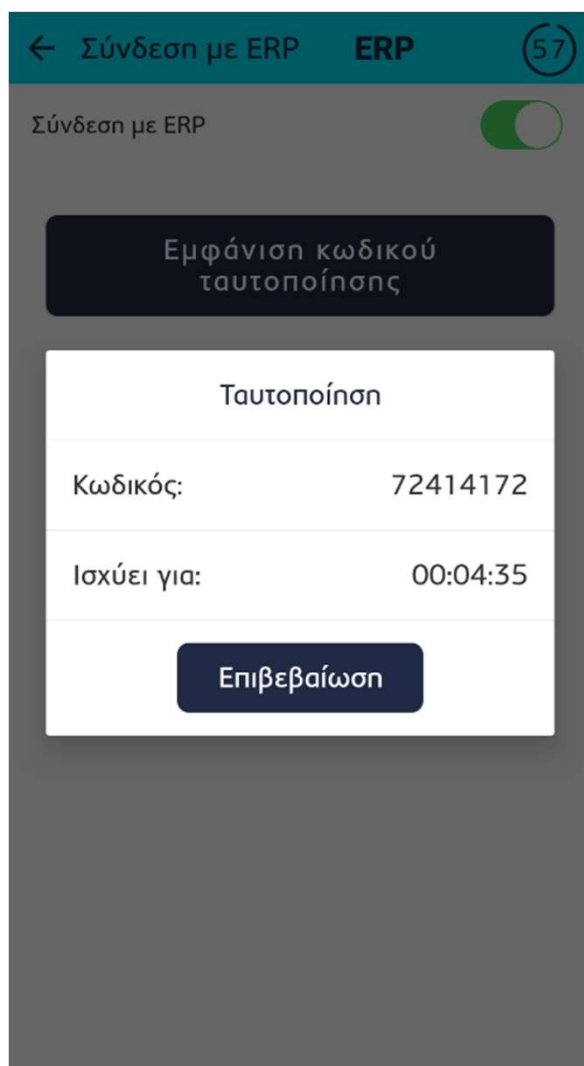 ← Σύνδεση με ERP ERP 57
Σύνδεση με ERP
Εμφάνιση κωδικού
ταυτοποίησης
Ταυτοποίηση
Κωδικός: 72414172
Ισχύει για: 00:04:35
Επιβεβαίωση